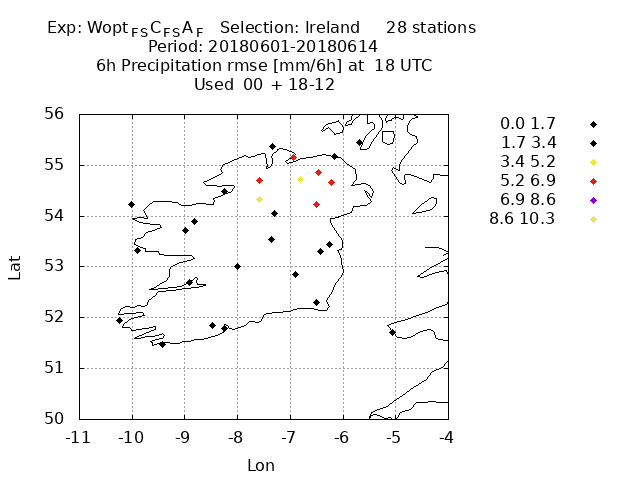 Exp: Wopt FS C FS A F Selection: Ireland 28 stations
Period: 20180601-20180614
6h Precipitation rmse [mm/6h] at 18 UTC
Used 00 + 18-12
0.0 1.7
1.7 3.4
3.4 5.2
5.2 6.9
6.9 8.6
8.6 10.3
56
55
54
53
52
51
50
Lat
-11 -10 -9 -8 -7 -6 -5 -4
Lon